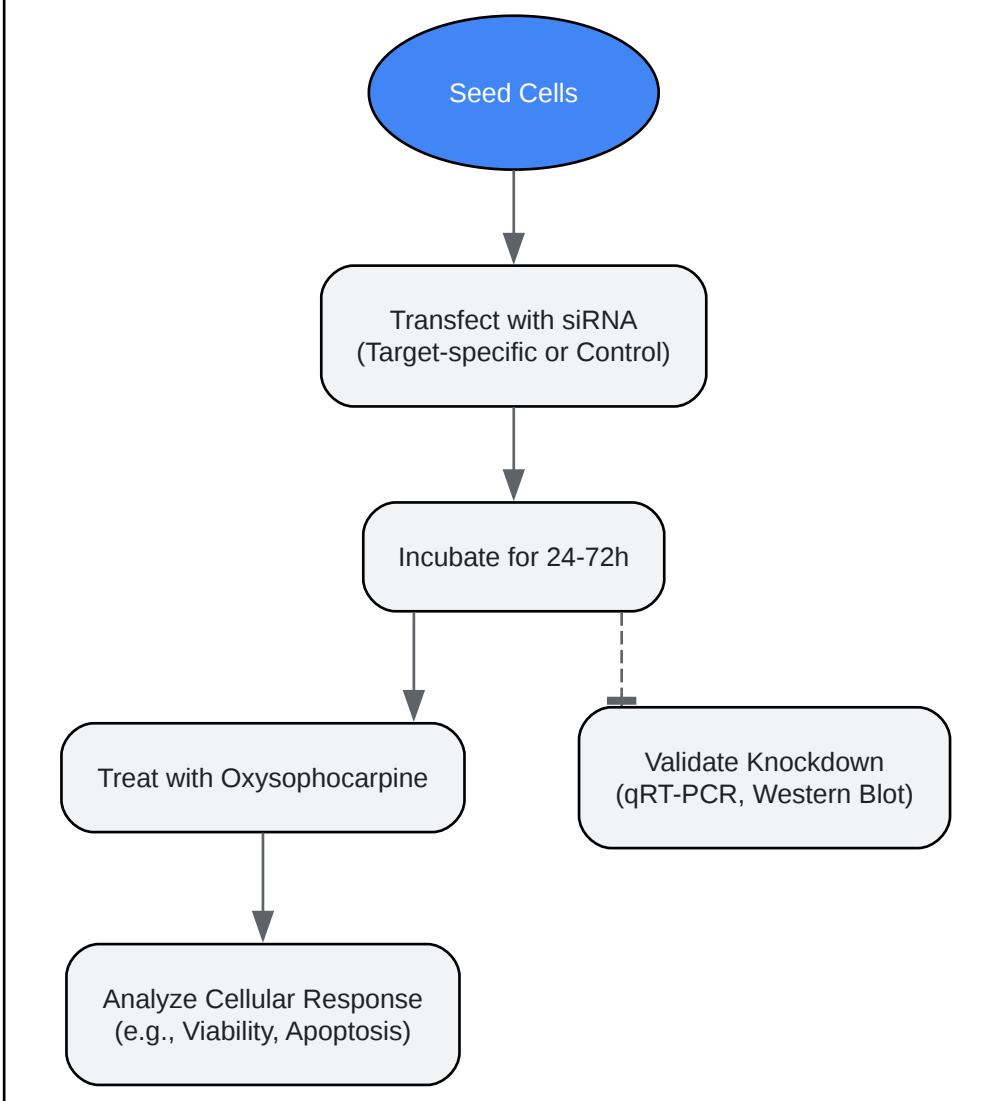 Seed Cells
Transfect with siRNA
(Target-specific or Control)
Incubate for 24-72h
Treat with Oxysophocarpine
Validate Knockdown
(qRT-PCR, Western Blot)
Analyze Cellular Response
(e.g., Viability, Apoptosis)